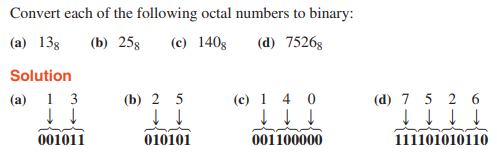 Convert each of the following octal numbers to binary:
(a) 13₈ (b) 25₈ (c) 140₈ (d) 7526₈
Solution
(a) 1 3 (b) 2 5 (c) 1 4 0 (d) 7 5 2 6
↓ ↓ ↓ ↓ ↓ ↓ ↓ ↓ ↓ ↓ ↓
001011 010101 001100000 111101010110